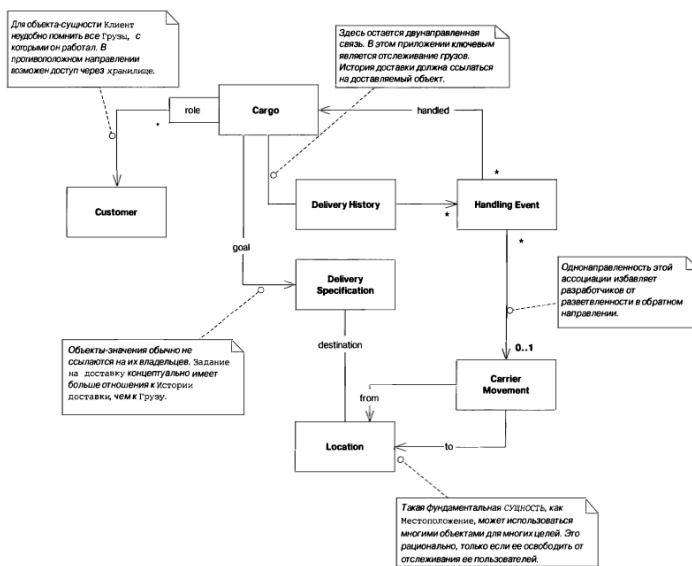 Для объекта-сущности Клиент
неудобно помнить все Грузы, с
которыми он работал. В
противоположном направлении
возможен доступ через хранилище.
Здесь остается двунаправленная
связь. В этом приложении ключевым
является отслеживание грузов.
История доставки должна ссылаться
на доставляемый объект.
role
*
Cargo
handled
Customer
Delivery History
*
*
Handling Event
*
goal
Delivery
Specification
Однонаправленность этой
ассоциации избавляет
разработчиков от
разветвленности в обратном
направлении.
destination
0..1
Объекты-значения обычно не
ссылаются на их владельцев. Задание
на доставку концептуально имеет
больше отношения к Истории
доставки, чем к Грузу.
Carrier
Movement
from
Location
to
Такая фундаментальная СУЩНОСТЬ, как
Местоположение, может использоваться
многими объектами для многих целей. Это
рационально, только если ее освободить от
отслеживания ее пользователей.